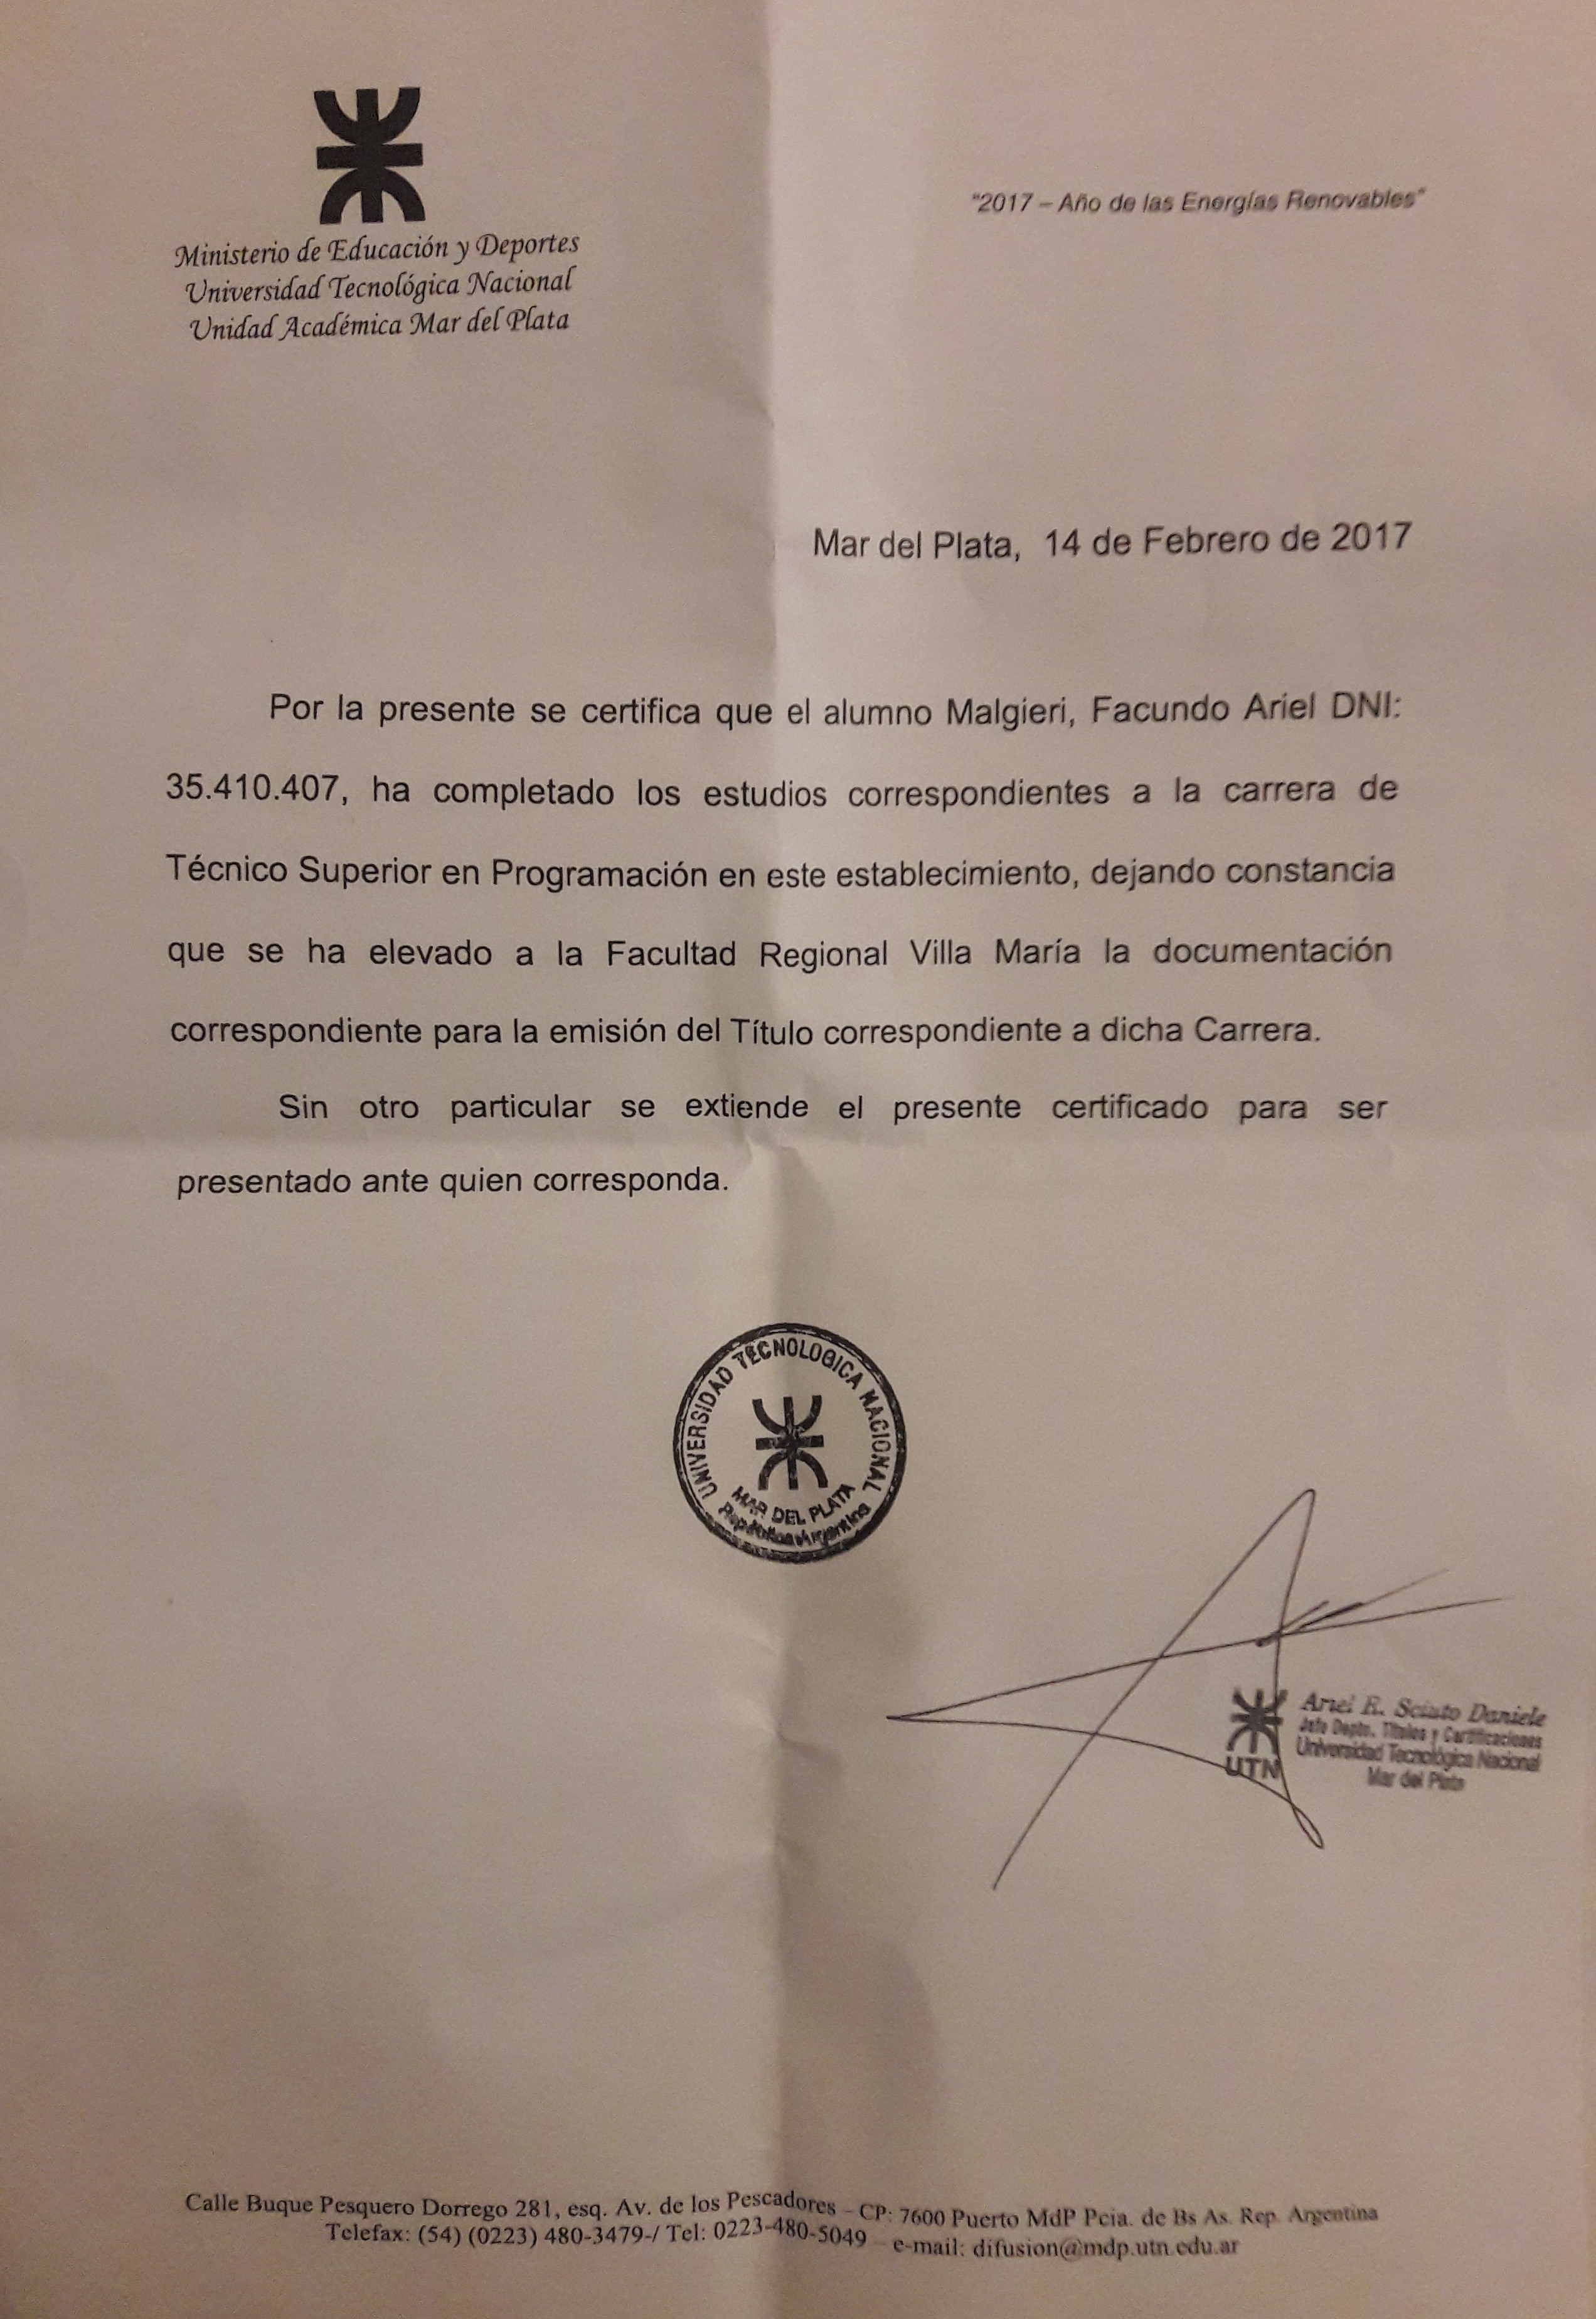 "2017 – Año de las Energías Renovables"
Ministerio de Educación y Deportes
Universidad Tecnológica Nacional
Unidad Académica Mar del Plata
Mar del Plata, 14 de Febrero de 2017
Por la presente se certifica que el alumno Malgieri, Facundo Ariel DNI:
35.410.407, ha completado los estudios correspondientes a la carrera de
Técnico Superior en Programación en este establecimiento, dejando constancia
que se ha elevado a la Facultad Regional Villa María la documentación
correspondiente para la emisión del Título correspondiente a dicha Carrera.
Sin otro particular se extiende el presente certificado para ser
presentado ante quien corresponda.
UNIVERSIDAD TECNOLOGICA NACIONAL
MAR DEL PLATA
República Argentina
UTN
Ariel R. Sciuto Daniele
Jefe Depto. Títulos y Certificaciones
Universidad Tecnológica Nacional
Mar del Plata
Calle Buque Pesquero Dorrego 281, esq. Av. de los Pescadores – CP: 7600 Puerto MdP Pcia. de Bs As. Rep. Argentina
Telefax: (54) (0223) 480-3479-/ Tel: 0223-480-5049 – e-mail: difusion@mdp.utn.edu.ar